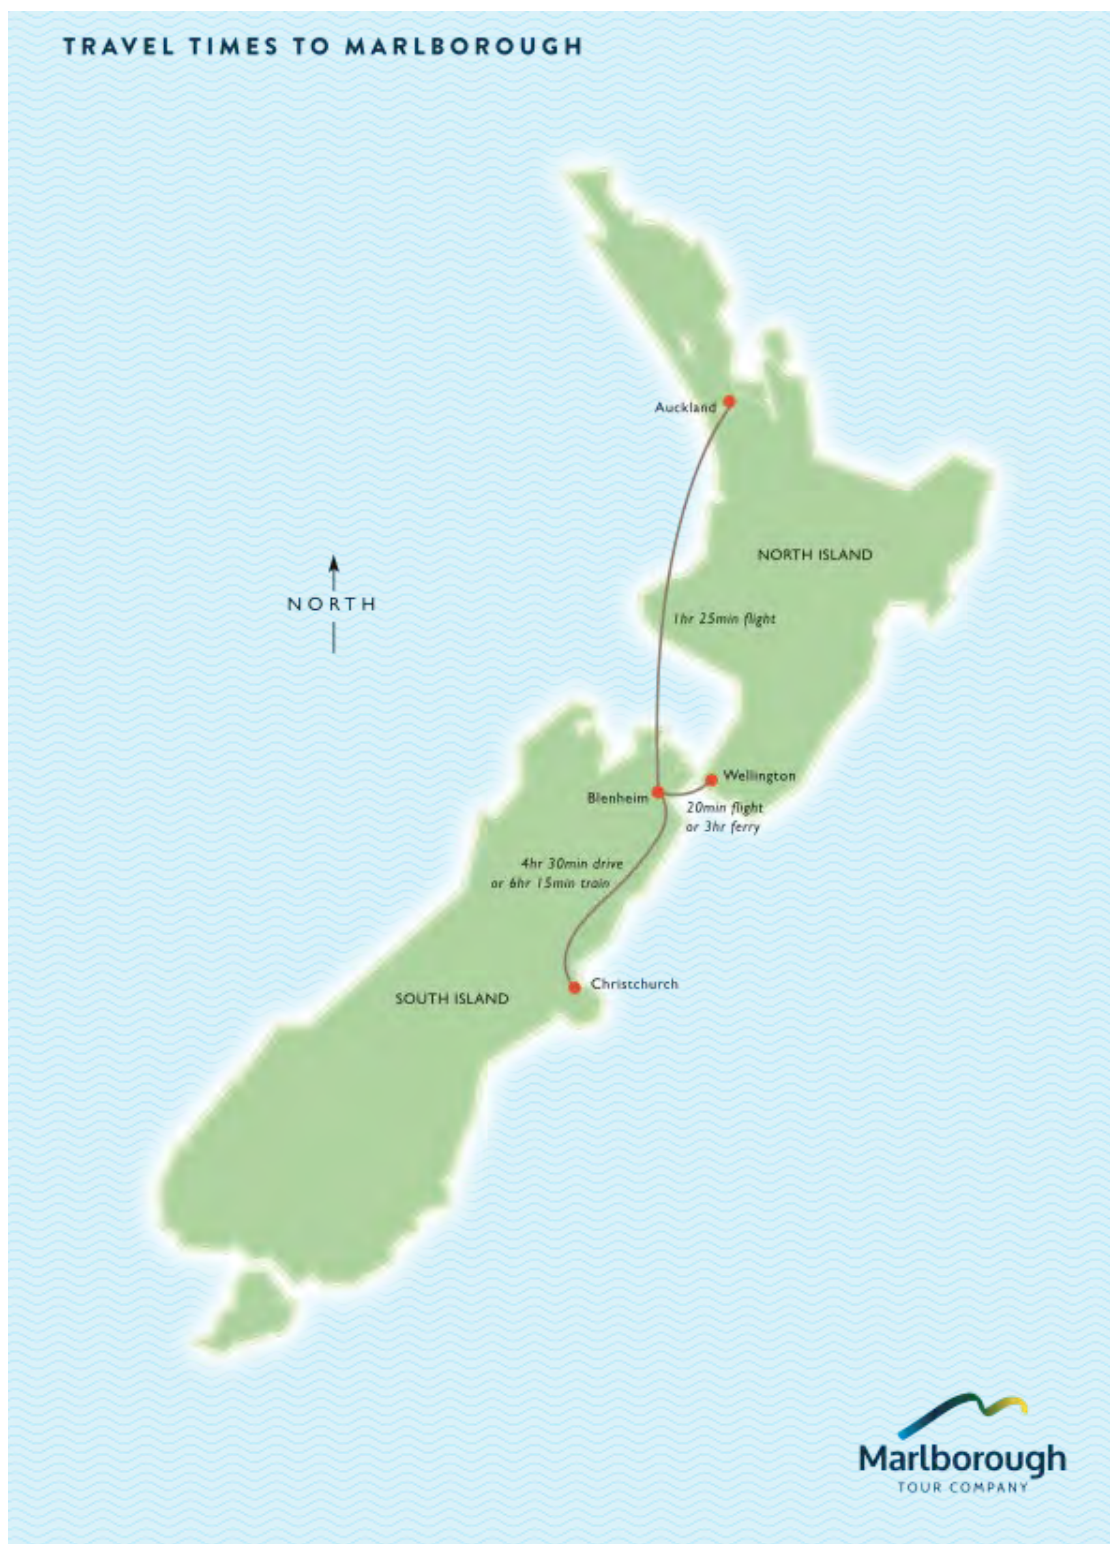 TRAVEL TIMES TO MARLBOROUGH
Auckland
NORTH ISLAND
NORTH
1hr 25min flight
Wellington
Blenheim
20min flight
or 3hr ferry
4hr 30min drive
or 6hr 15min train
Christchurch
SOUTH ISLAND
Marlborough
TOUR COMPANY